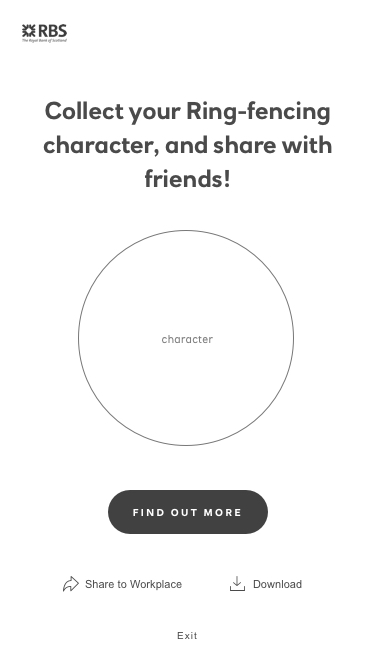 RBS
The Royal Bank of Scotland
Collect your Ring-fencing
character, and share with
friends!
character
FIND OUT MORE
Share to Workplace
Download
Exit